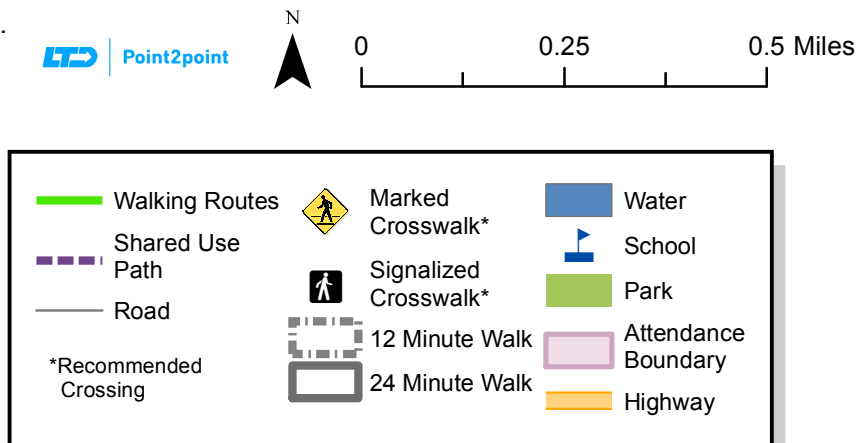 .
LTD Point2point
N
0 0.25 0.5 Miles
Walking Routes
Shared Use
Path
Road
*Recommended
Crossing
Marked
Crosswalk*
Signalized
Crosswalk*
12 Minute Walk
24 Minute Walk
Water
School
Park
Attendance
Boundary
Highway